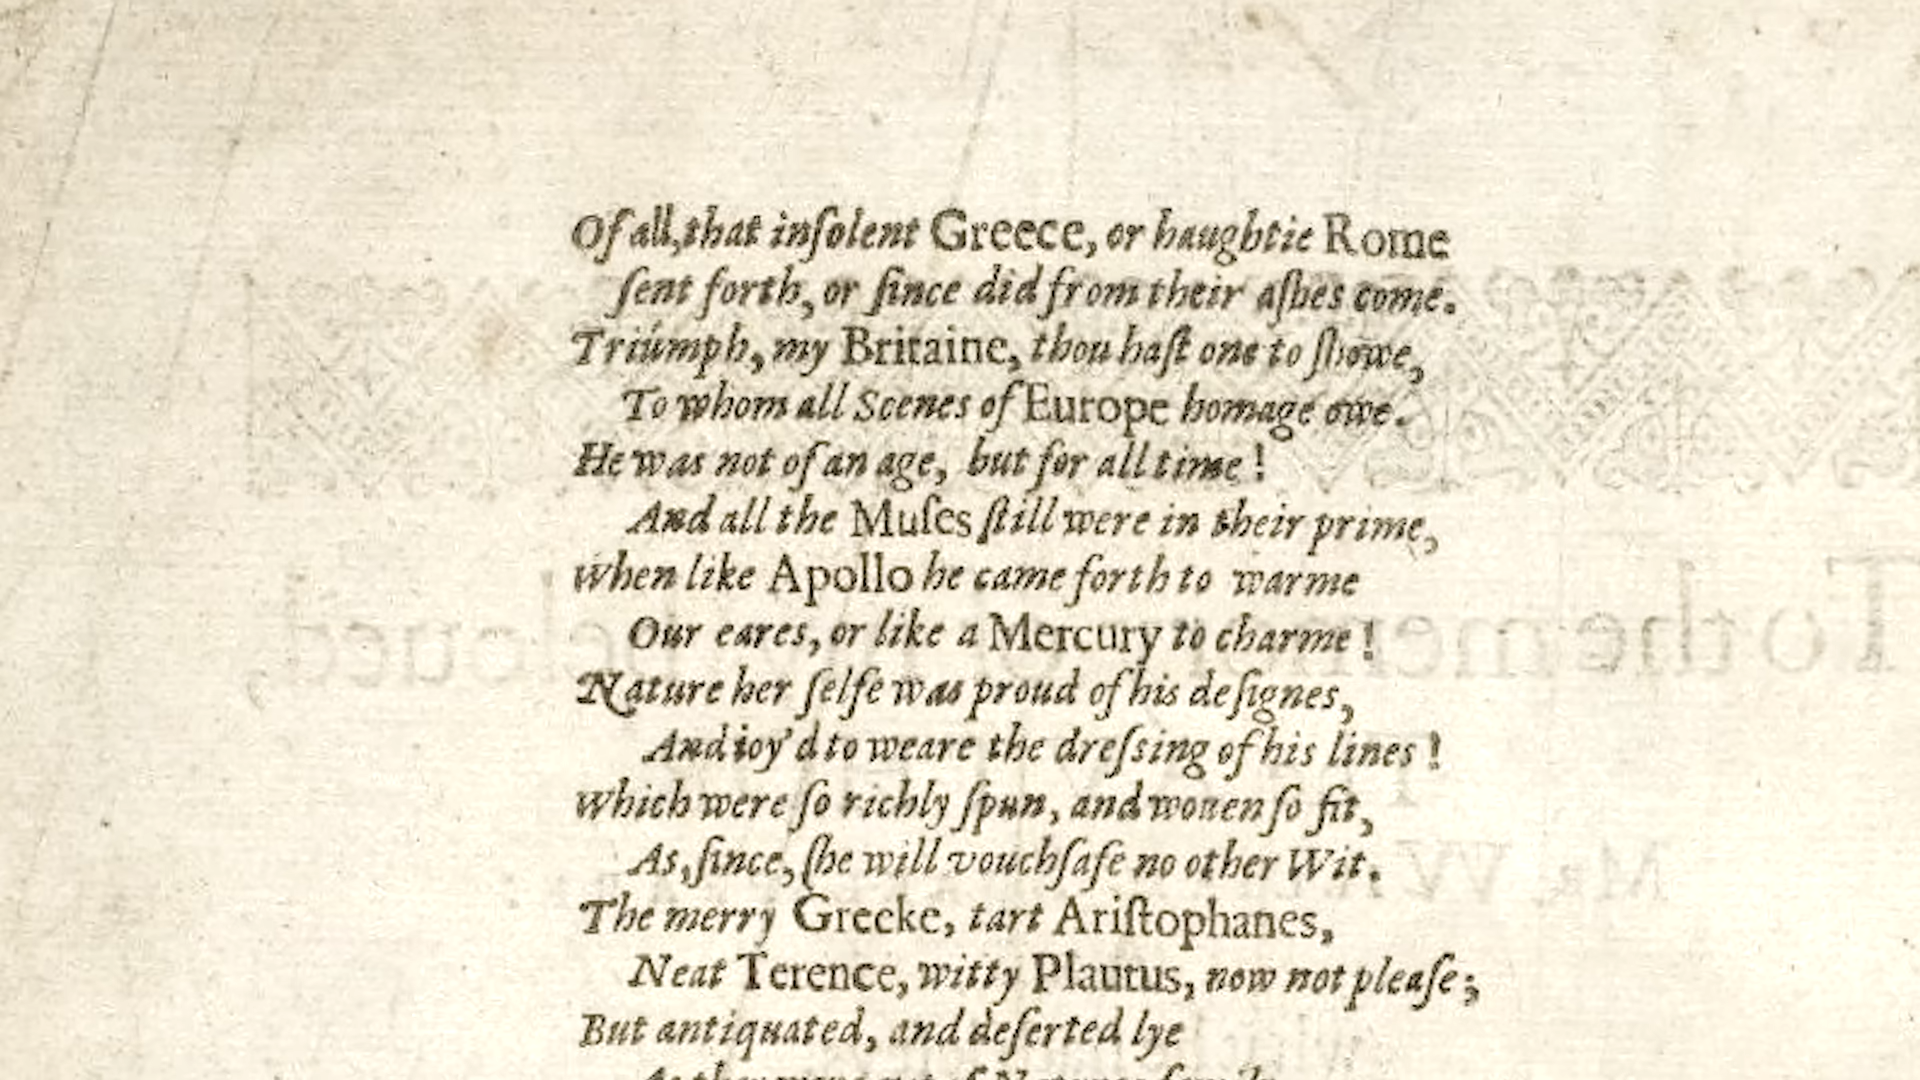 Of all, that inſolent Greece, or haughtie Rome
ſent forth, or ſince did from their aſhes come.
Triúmph, my Britaine, thou haſt one to ſhowe,
To whom all Scenes of Europe homage owe.
He was not of an age, but for all time!
And all the Muſes ſtill were in their prime,
when like Apollo he came forth to warme
Our eares, or like a Mercury to charme!
Nature her ſelfe was proud of his deſignes,
And ioy'd to weare the dreſsing of his lines!
which were ſo richly ſpun, and wouen ſo fit,
As, ſince, ſhe will vouchſafe no other Wit.
The merry Greeke, tart Ariſtophanes,
Neat Terence, witty Plautus, now not pleaſe;
But antiquated, and deſerted lye